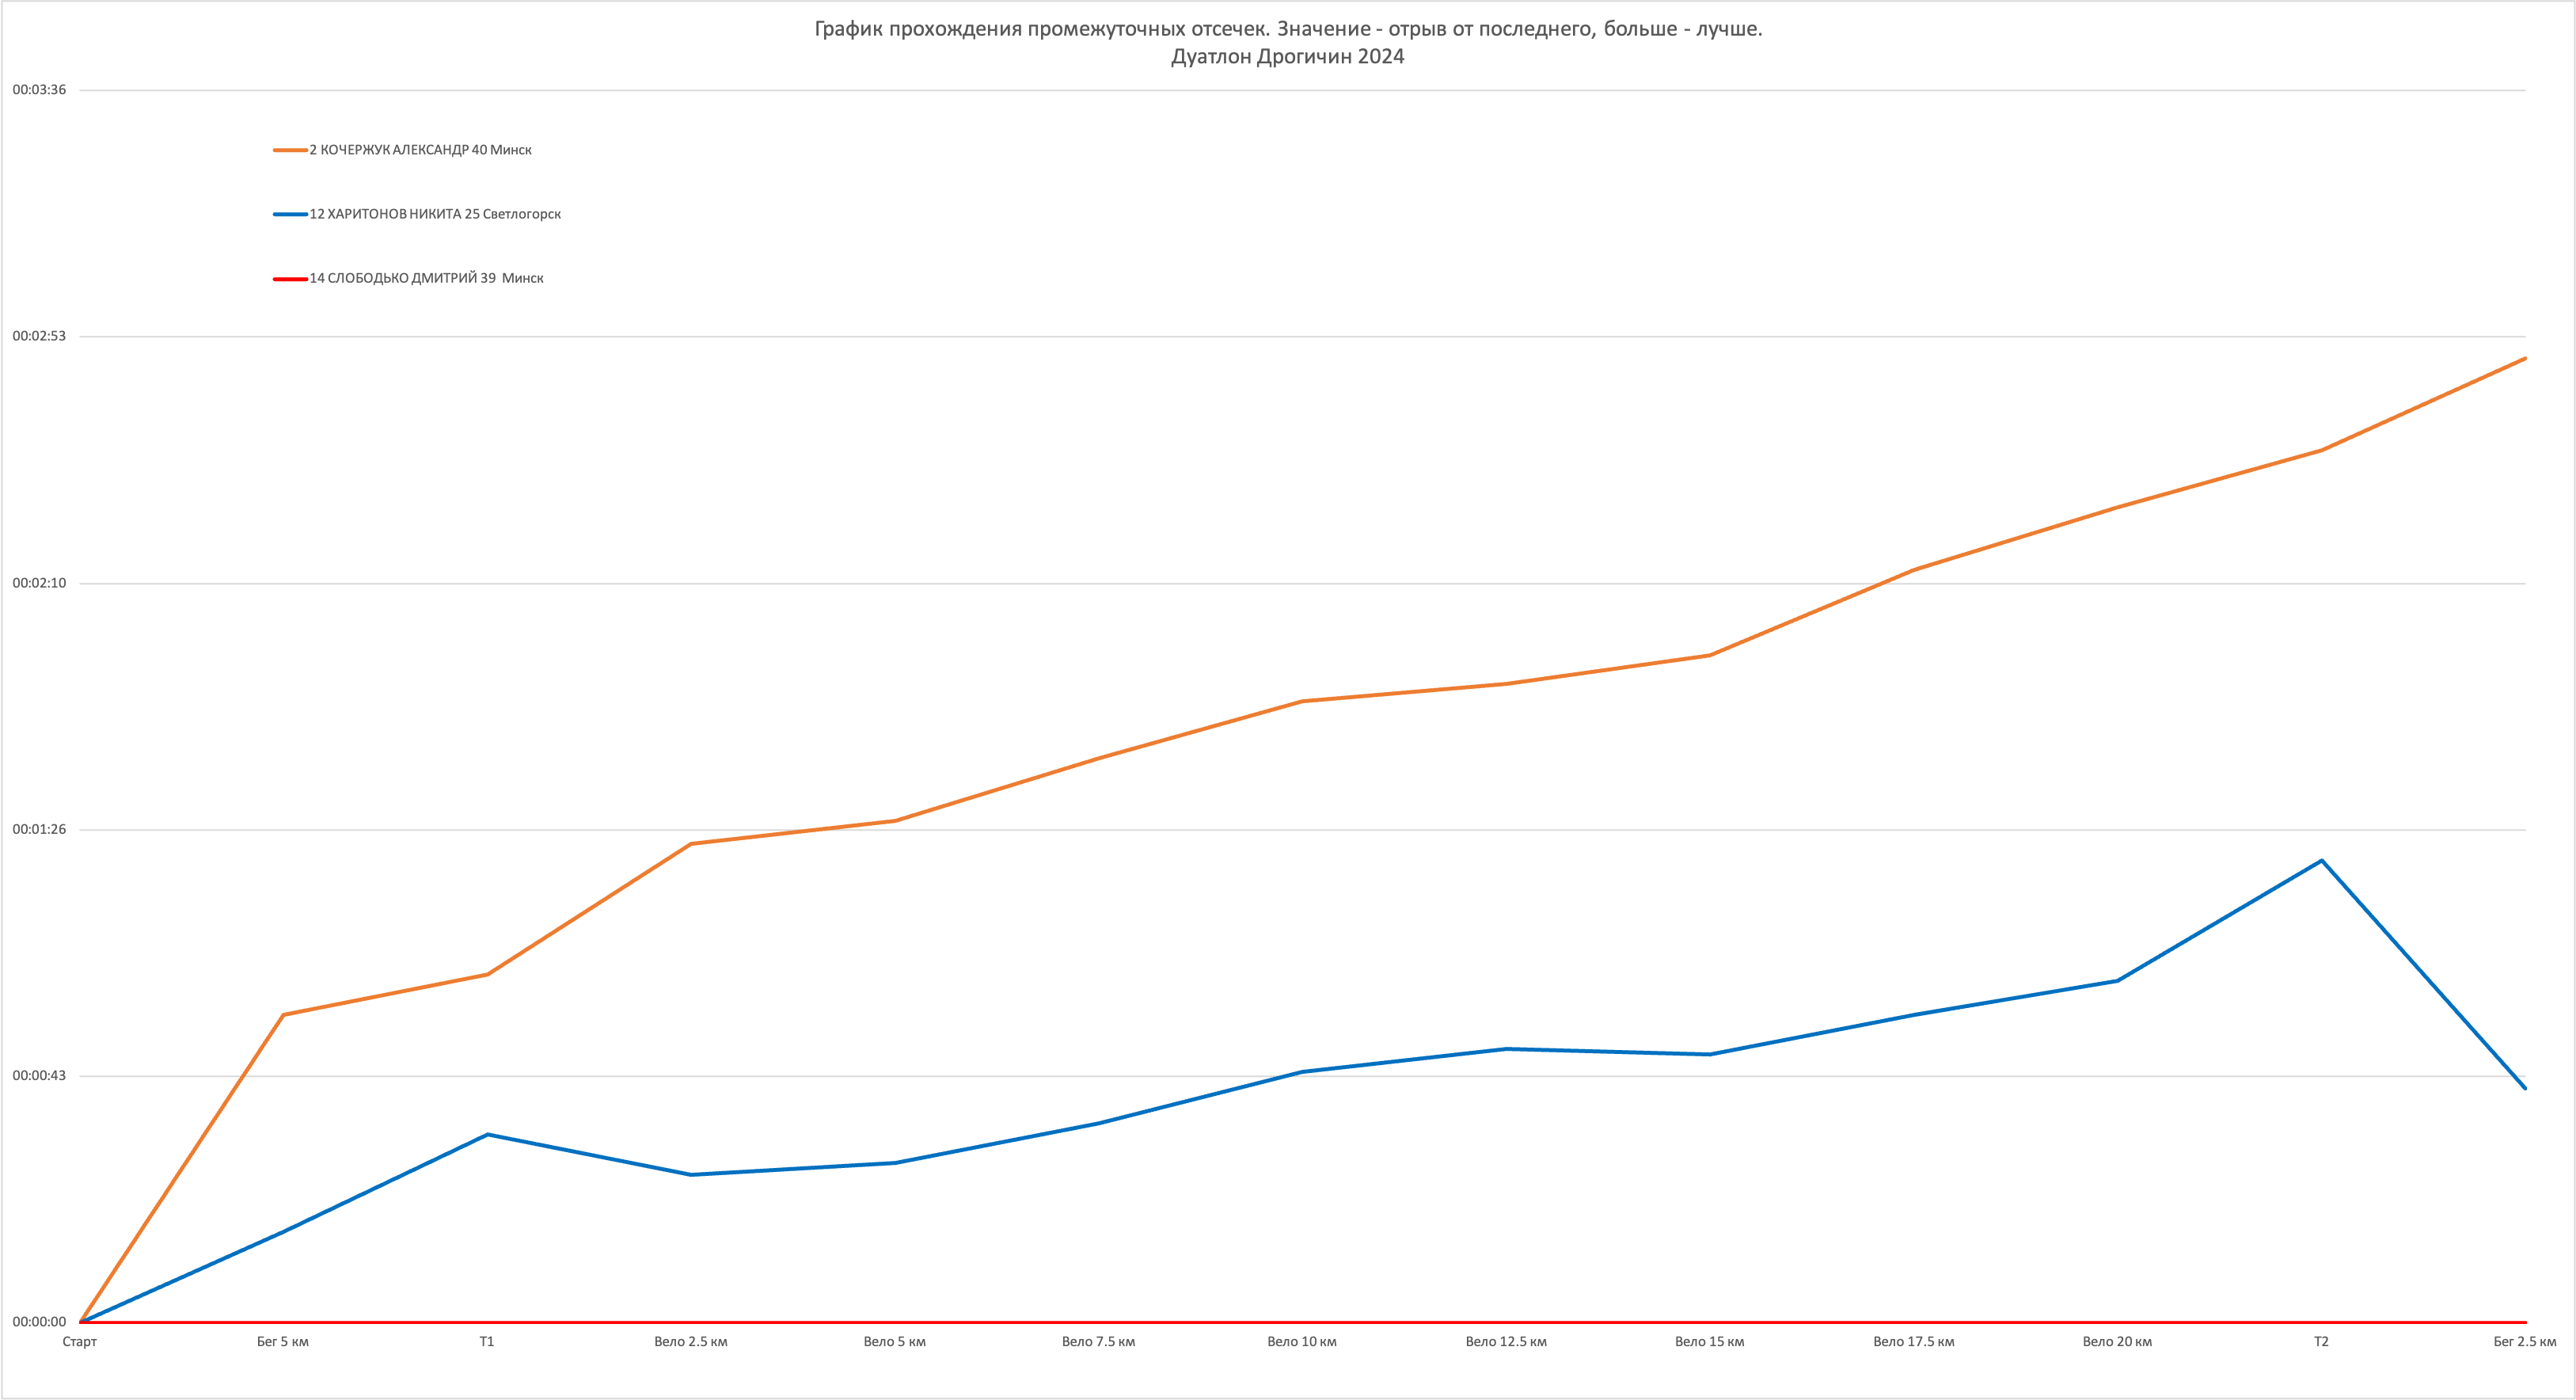 График прохождения промежуточных отсечек. Значение - отрыв от последнего, больше - лучше.
Дуатлон Дрогичин 2024
00:03:36
2 КОЧЕРЖУК АЛЕКСАНДР 40 Минск
12 ХАРИТОНОВ НИКИТА 25 Светлогорск
14 СЛОБОДЬКО ДМИТРИЙ 39 Минск
00:02:53
00:02:10
00:01:26
00:00:43
00:00:00
Старт Бег 5 км Т1 Вело 2.5 км Вело 5 км Вело 7.5 км Вело 10 км Вело 12.5 км Вело 15 км Вело 17.5 км Вело 20 км Т2 Бег 2.5 км